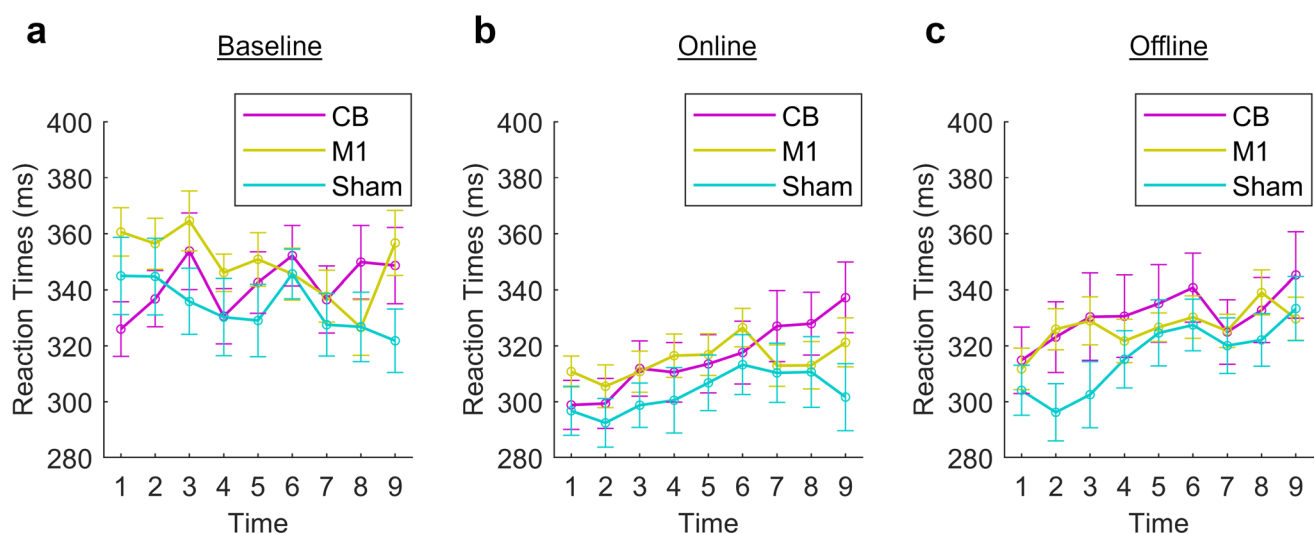 a
Baseline
CB
M1
Sham
400
380
360
340
320
300
280
Reaction Times (ms)
1 2 3 4 5 6 7 8 9
Time
b
Online
CB
M1
Sham
400
380
360
340
320
300
280
Reaction Times (ms)
1 2 3 4 5 6 7 8 9
Time
c
Offline
CB
M1
Sham
400
380
360
340
320
300
280
Reaction Times (ms)
1 2 3 4 5 6 7 8 9
Time